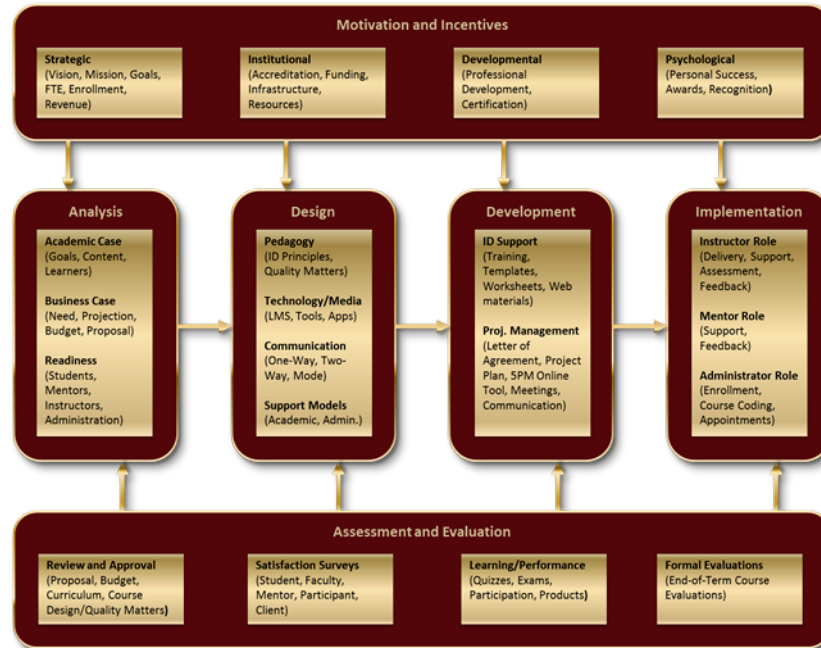 Motivation and Incentives
Strategic
(Vision, Mission, Goals,
FTE, Enrollment,
Revenue)
Institutional
(Accreditation, Funding,
Infrastructure,
Resources)
Developmental
(Professional
Development,
Certification)
Psychological
(Personal Success,
Awards, Recognition)
Analysis
Academic Case
(Goals, Content,
Learners)
Business Case
(Need, Projection,
Budget, Proposal)
Readiness
(Students,
Mentors,
Instructors,
Administration)
Design
Pedagogy
(ID Principles,
Quality Matters)
Technology/Media
(LMS, Tools, Apps)
Communication
(One-Way, Two-
Way, Mode)
Support Models
(Academic, Admin.)
Development
ID Support
(Training,
Templates,
Worksheets, Web
materials)
Proj. Management
(Letter of
Agreement, Project
Plan, 5PM Online
Tool, Meetings,
Communication)
Implementation
Instructor Role
(Delivery, Support,
Assessment,
Feedback)
Mentor Role
(Support,
Feedback)
Administrator Role
(Enrollment,
Course Coding,
Appointments)
Assessment and Evaluation
Review and Approval
(Proposal, Budget,
Curriculum, Course
Design/Quality Matters)
Satisfaction Surveys
(Student, Faculty,
Mentor, Participant,
Client)
Learning/Performance
(Quizzes, Exams,
Participation, Products)
Formal Evaluations
(End-of-Term Course
Evaluations)